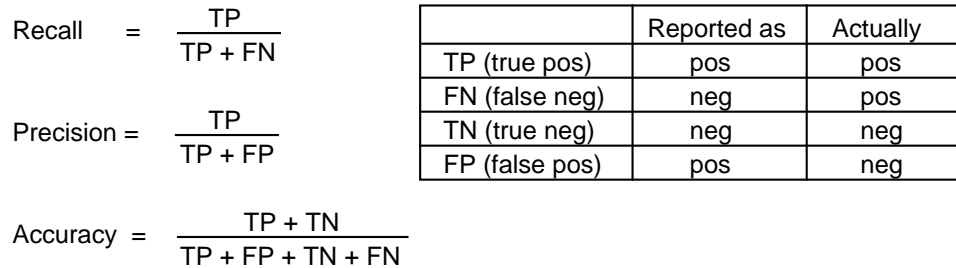 Recall = TP / TP + FN
Precision = TP / TP + FP
Accuracy = TP + TN / TP + FP + TN + FN
Reported as Actually
TP (true pos) pos pos
FN (false neg) neg pos
TN (true neg) neg neg
FP (false pos) pos neg